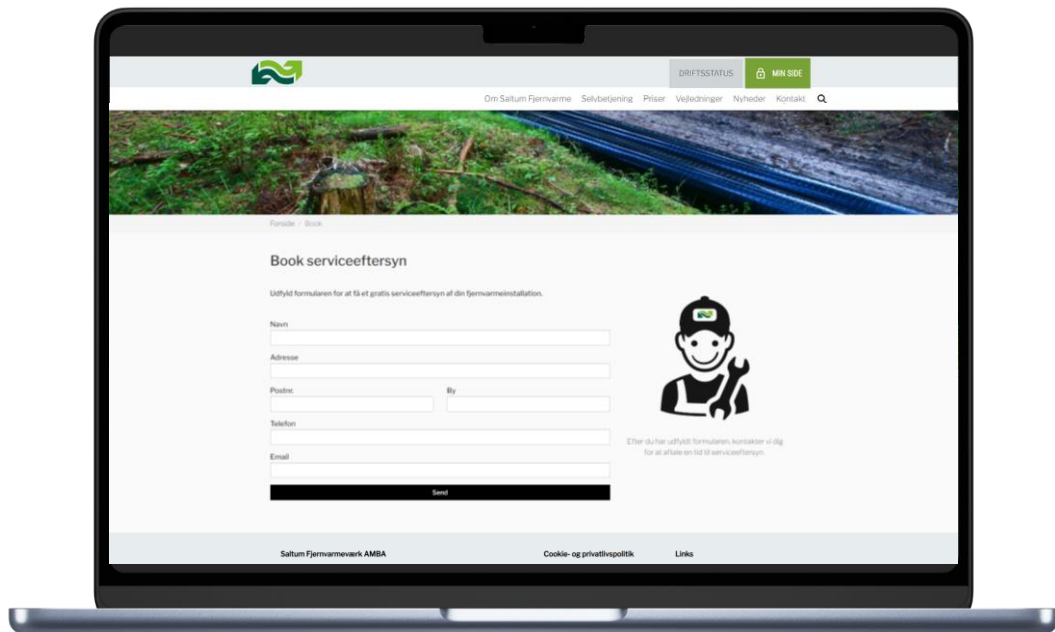 DRIFTSSTATUS
MIN SIDE
Om Saltum Fjernvarme Selvbetjening Priser Vejledninger Nyheder Kontakt
Forside / Book
Book serviceeftersyn
Udfyld formularen for at få et gratis serviceeftersyn af din fjernvarmeinstallation.
Navn
Adresse
Postnr. By
Telefon
Email
Send
Efter du har udfyldt formularen, kontakter vi dig
for at aftale en tid til serviceeftersyn.
Saltum Fjernvarmeværk AMBA Cookie- og privatlivspolitik Links